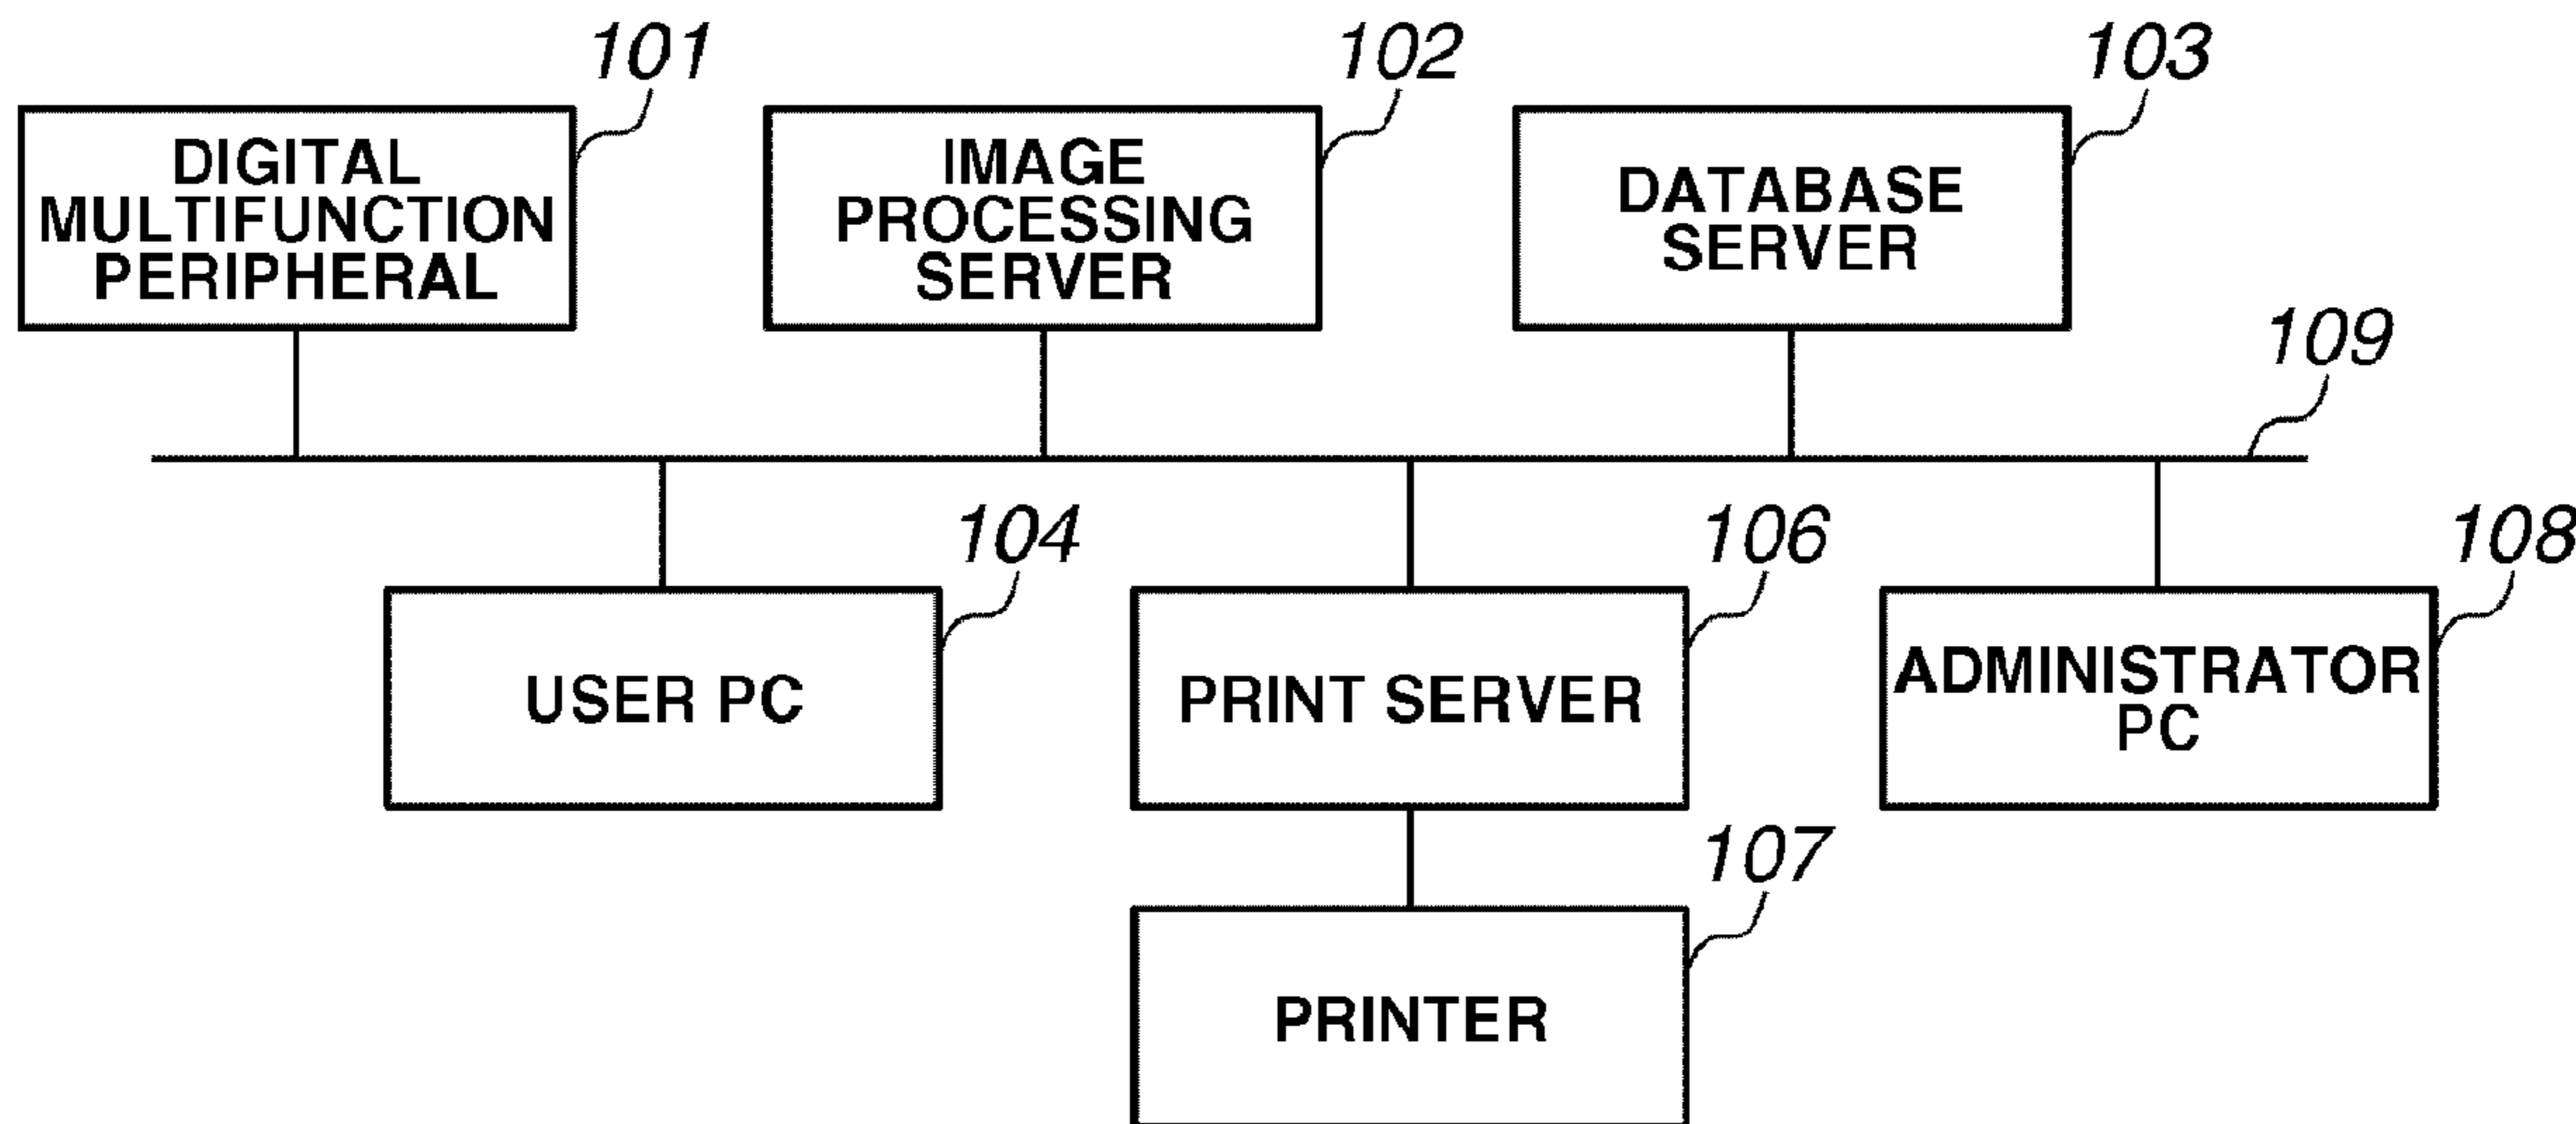 101
DIGITAL
MULTIFUNCTION
PERIPHERAL
102
IMAGE
PROCESSING
SERVER
103
DATABASE
SERVER
109
104
USER PC
106
PRINT SERVER
108
ADMINISTRATOR
PC
107
PRINTER